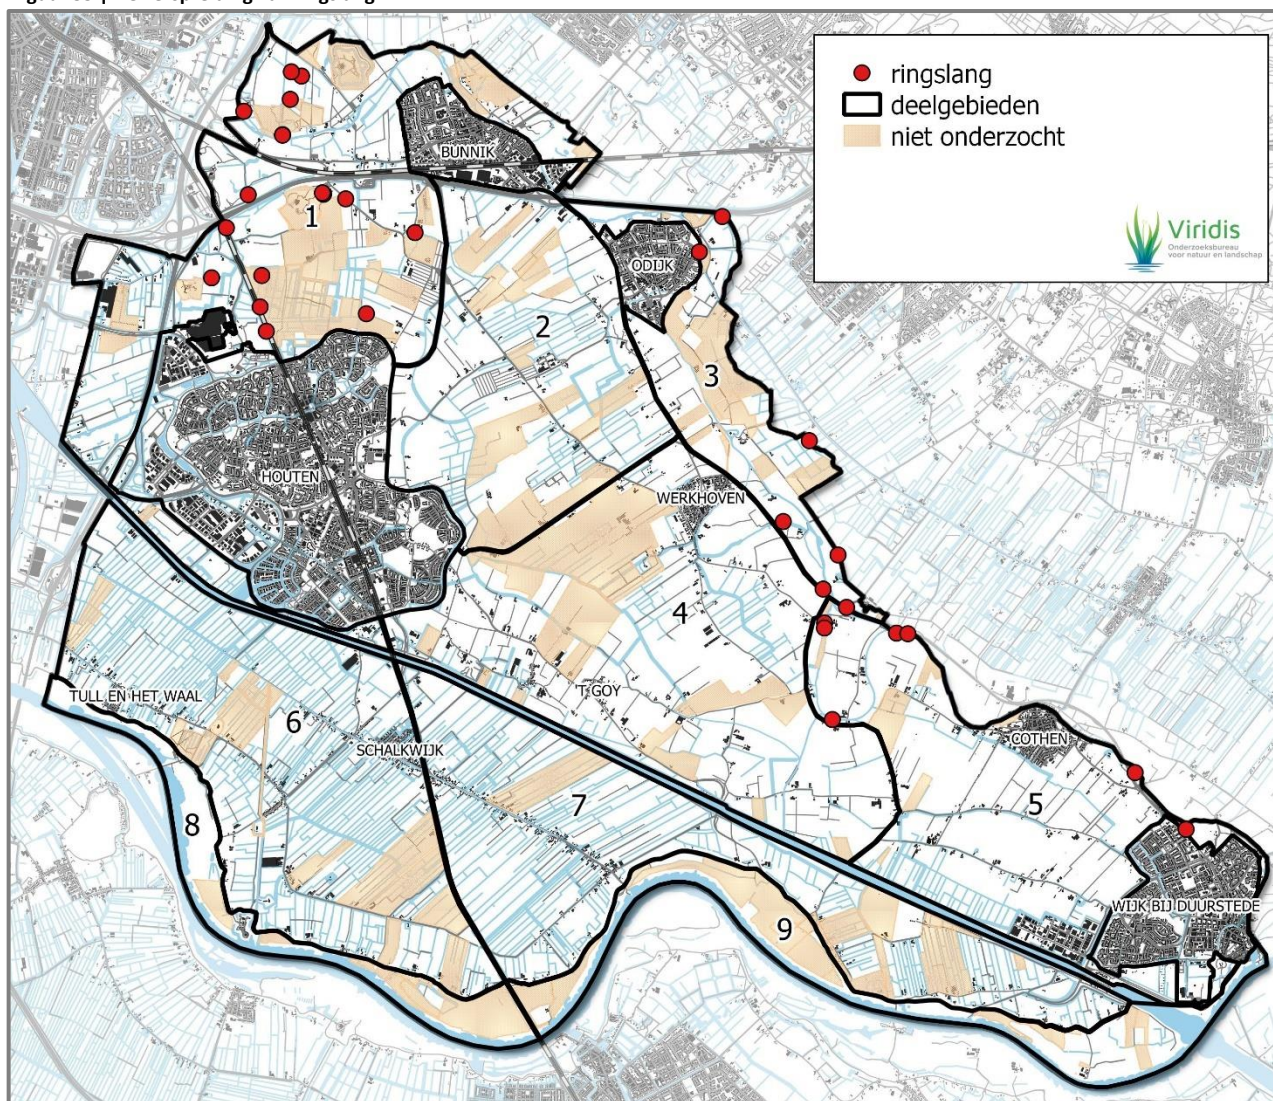 ringslang
deelgebieden
niet onderzocht
Viridis
Onderzoeksbureau
voor natuur en landschap
BUNNIK
1
ODIJK
2
3
HOUTEN
WERKHOVEN
4
TULL EN HET WAAL
'T GOY
6
SCHALKWIJK
COTHEN
7
5
8
WIJK BIJ DUURSTEDE
9